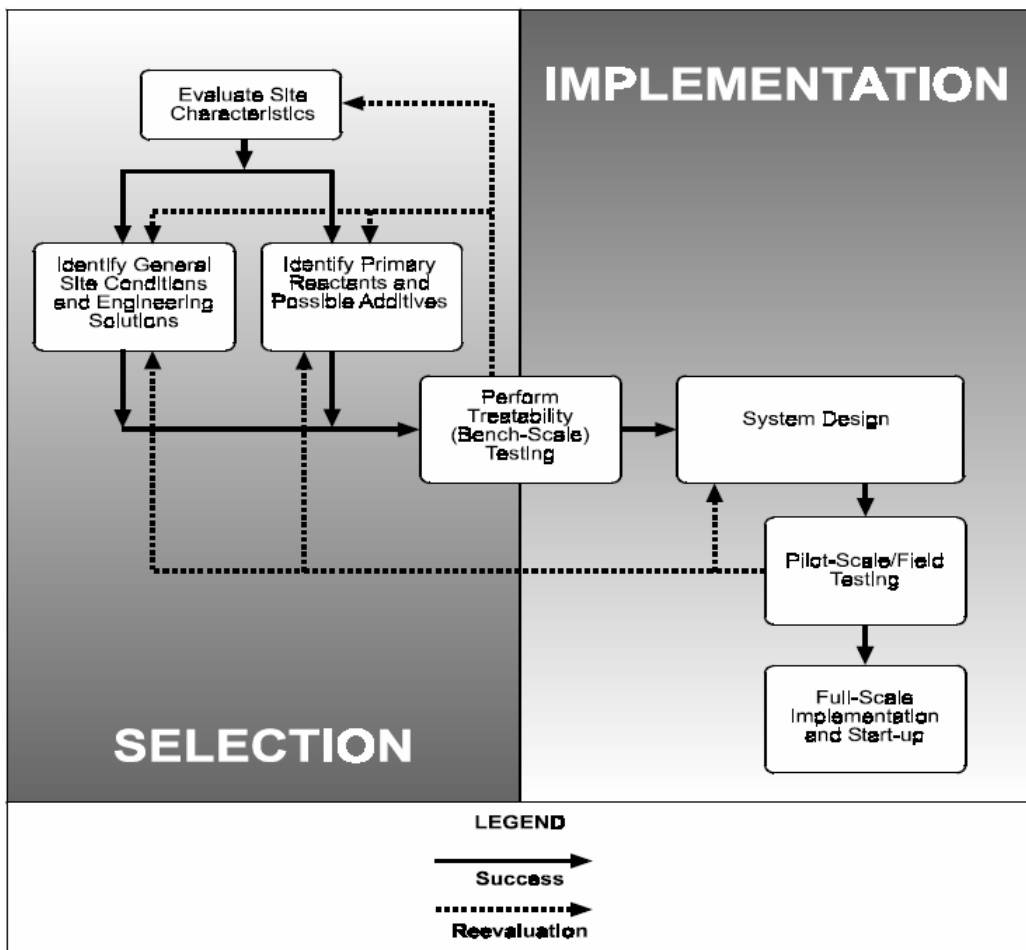 IMPLEMENTATION
Evaluate Site
Characteristics
Identify General
Site Conditions
and Engineering
Solutions
Identify Primary
Reactants and
Possible Additives
Perform
Treatability
(Bench-Scale)
Testing
System Design
Pilot-Scale/Field
Testing
Full-Scale
Implementation
and Start-up
SELECTION
LEGEND
Success
Reevaluation